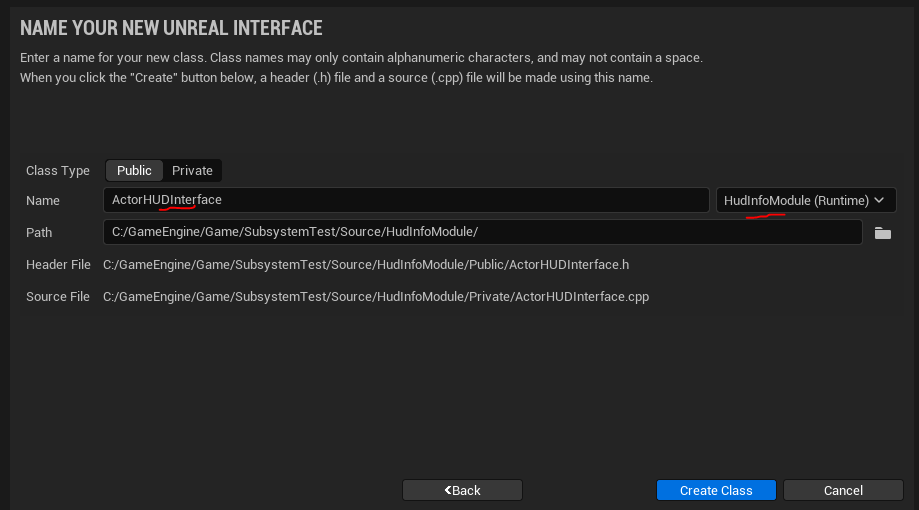 NAME YOUR NEW UNREAL INTERFACE
Enter a name for your new class. Class names may only contain alphanumeric characters, and may not contain a space.
When you click the "Create" button below, a header (.h) file and a source (.cpp) file will be made using this name.
Class Type Public Private
Name ActorHUDInterface HudInfoModule (Runtime)
Path C:/GameEngine/Game/SubsystemTest/Source/HudInfoModule/
Header File C:/GameEngine/Game/SubsystemTest/Source/HudInfoModule/Public/ActorHUDInterface.h
Source File C:/GameEngine/Game/SubsystemTest/Source/HudInfoModule/Private/ActorHUDInterface.cpp
Back Create Class Cancel